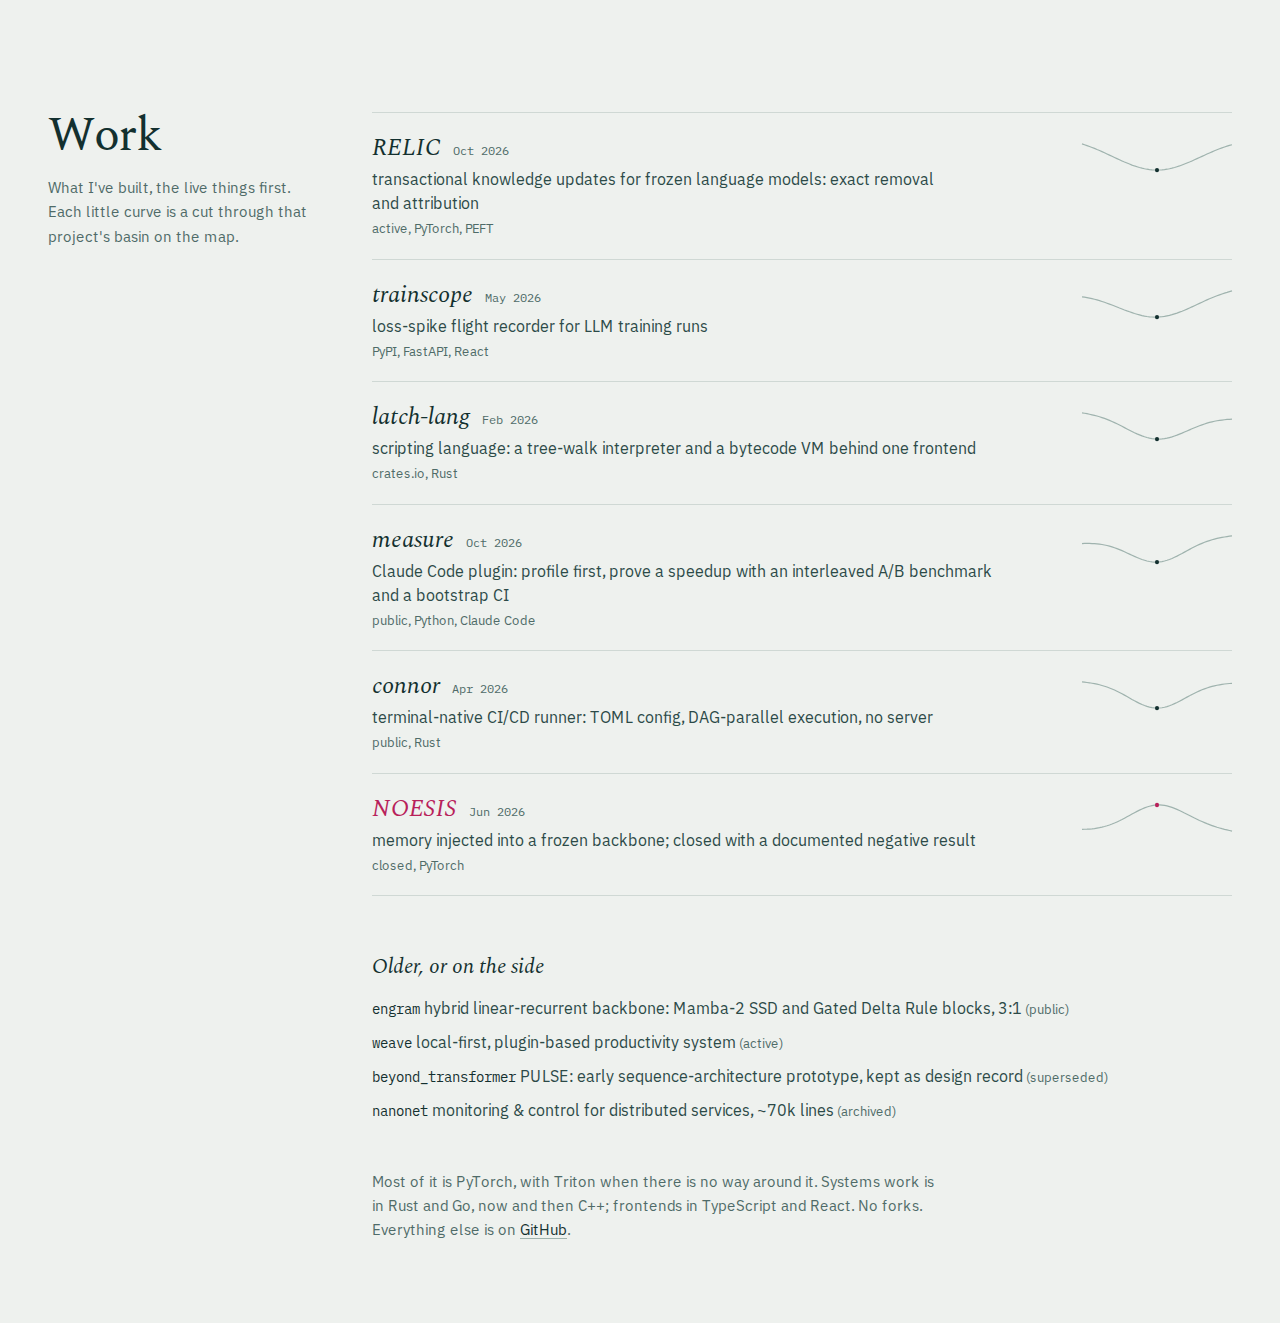 Work
What I've built, the live things first.
Each little curve is a cut through that
project's basin on the map.
RELIC Oct 2026
transactional knowledge updates for frozen language models: exact removal
and attribution
active, PyTorch, PEFT
trainscope May 2026
loss-spike flight recorder for LLM training runs
PyPI, FastAPI, React
latch-lang Feb 2026
scripting language: a tree-walk interpreter and a bytecode VM behind one frontend
crates.io, Rust
measure Oct 2026
Claude Code plugin: profile first, prove a speedup with an interleaved A/B benchmark
and a bootstrap CI
public, Python, Claude Code
connor Apr 2026
terminal-native CI/CD runner: TOML config, DAG-parallel execution, no server
public, Rust
NOESIS Jun 2026
memory injected into a frozen backbone; closed with a documented negative result
closed, PyTorch
Older, or on the side
engram hybrid linear-recurrent backbone: Mamba-2 SSD and Gated Delta Rule blocks, 3:1 (public)
weave local-first, plugin-based productivity system (active)
beyond_transformer PULSE: early sequence-architecture prototype, kept as design record (superseded)
nanonet monitoring & control for distributed services, ~70k lines (archived)
Most of it is PyTorch, with Triton when there is no way around it. Systems work is
in Rust and Go, now and then C++; frontends in TypeScript and React. No forks.
Everything else is on GitHub.